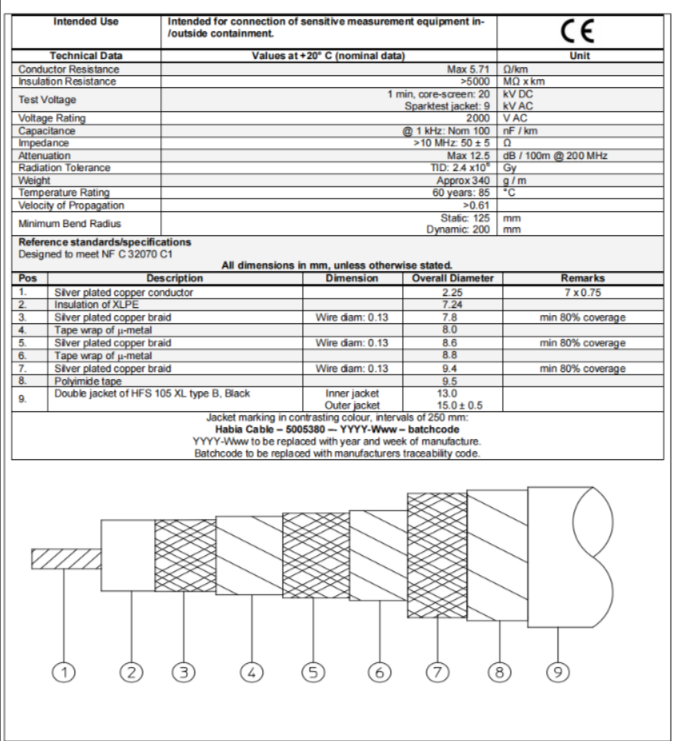 Intended Use Intended for connection of sensitive measurement equipment in-
/outside containment.
CE
Technical Data Values at +20° C (nominal data) Unit
Conductor Resistance Max 5.71 Ω/km
Insulation Resistance >5000 MΩ x km
Test Voltage 1 min, core-screen: 20 kV DC
Sparktest jacket: 9 kV AC
Voltage Rating 2000 V AC
Capacitance @ 1 kHz: Nom 100 nF / km
Impedance >10 MHz: 50 ± 5 Ω
Attenuation Max 12.5 dB / 100m @ 200 MHz
Radiation Tolerance TID: 2.4 x10 Gy
Weight Approx 340 g / m
Temperature Rating 60 years: 85 °C
Velocity of Propagation >0.61
Minimum Bend Radius Static: 125 mm
Dynamic: 200 mm
Reference standards/specifications
Designed to meet NF C 32070 C1
All dimensions in mm, unless otherwise stated.
Pos Description Dimension Overall Diameter Remarks
1. Silver plated copper conductor 2.25 7 x 0.75
2. Insulation of XLPE 7.24
3. Silver plated copper braid Wire diam: 0.13 7.8 min 80% coverage
4. Tape wrap of μ-metal 8.0
5. Silver plated copper braid Wire diam: 0.13 8.6 min 80% coverage
6. Tape wrap of μ-metal 8.8
7. Silver plated copper braid Wire diam: 0.13 9.4 min 80% coverage
8. Polyimide tape 9.5
9. Double jacket of HFS 105 XL type B, Black Inner jacket 13.0
Outer jacket 15.0 ± 0.5
Jacket marking in contrasting colour, intervals of 250 mm:
Habia Cable – 5005380 –- YYYY-Www – batchcode
YYYY-Www to be replaced with year and week of manufacture.
Batchcode to be replaced with manufacturers traceability code.
1 2 3 4 5 6 7 8 9